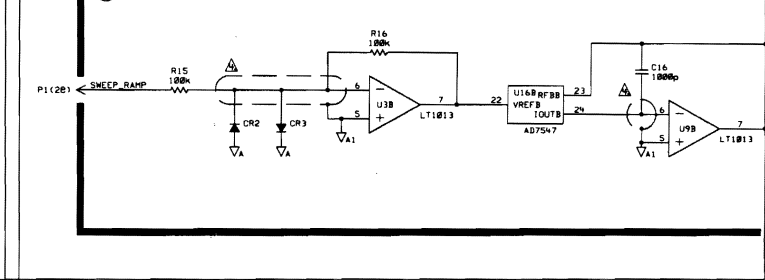 R16
100k
R15
100k
4
P1(28)
SWEEP_RAMP
6
-
U3B
7
5
+
LT1013
CR2
CR3
A
A
A1
22
U16B RFBB
VREFB
IOUTB
AD7547
23
24
C16
1000p
4
6
-
U9B
7
5
+
LT1013
A1